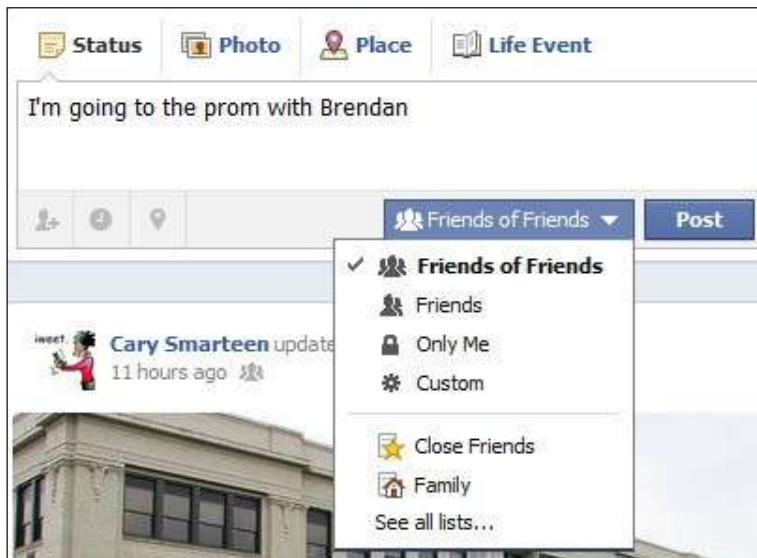 Status Photo Place Life Event
I'm going to the prom with Brendan
Friends of Friends Post
Friends of Friends
Friends
Only Me
Custom
Cary Smarteen update
11 hours ago
Close Friends
Family
See all lists...